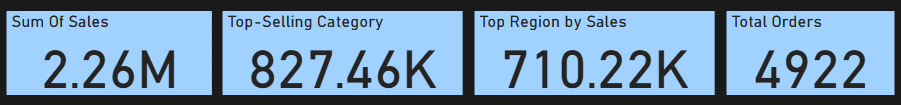 Sum Of Sales
2.26M
Top-Selling Category
827.46K
Top Region by Sales
710.22K
Total Orders
4922